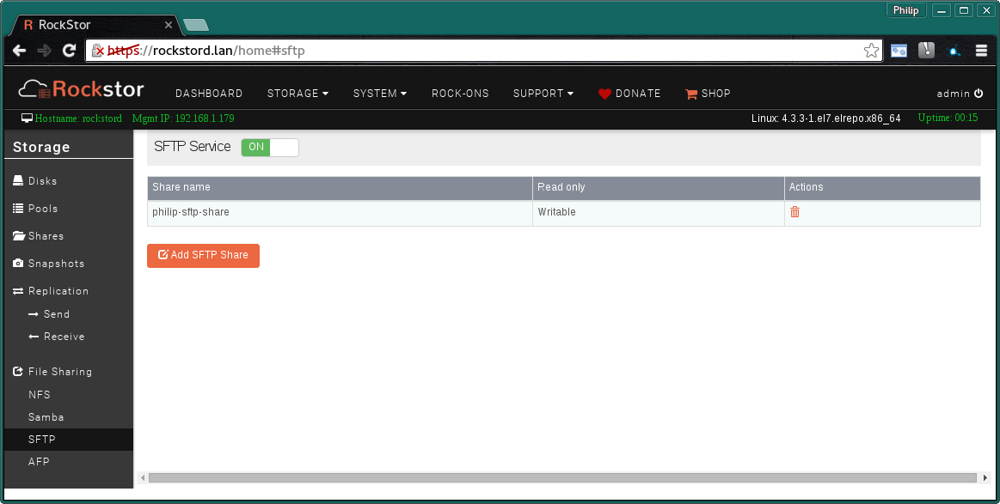 Philip
RockStor
https://rockstord.lan/home#sftp
Rockstor DASHBOARD STORAGE SYSTEM ROCK-ONS SUPPORT DONATE SHOP admin
Hostname: rockstord Mgmt IP: 192.168.1.179 Linux: 4.3.3-1.el7.elrepo.x86_64 Uptime: 00:15
Storage
Disks
Pools
Shares
Snapshots
Replication
Send
Receive
File Sharing
NFS
Samba
SFTP
AFP
SFTP Service ON
Share name Read only Actions
philip-sftp-share Writable
Add SFTP Share